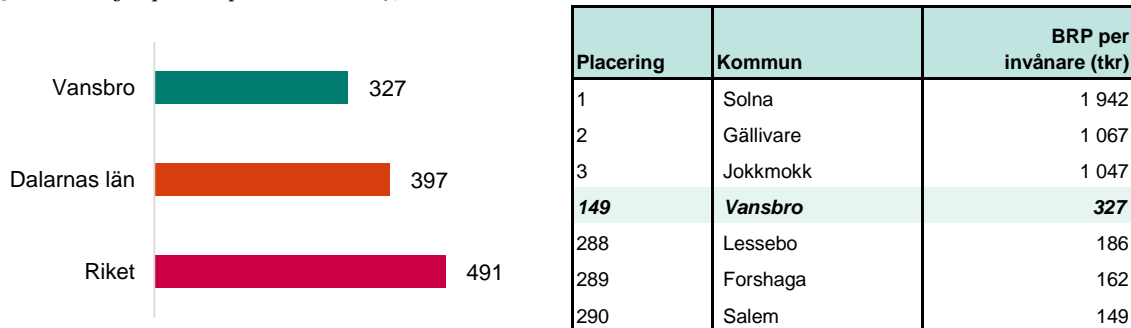 Vansbro 327
Dalarnas län 397
Riket 491
BRP per
Placering Kommun invånare (tkr)
1 Solna 1 942
2 Gällivare 1 067
3 Jokkmokk 1 047
149 Vansbro 327
288 Lessebo 186
289 Forshaga 162
290 Salem 149